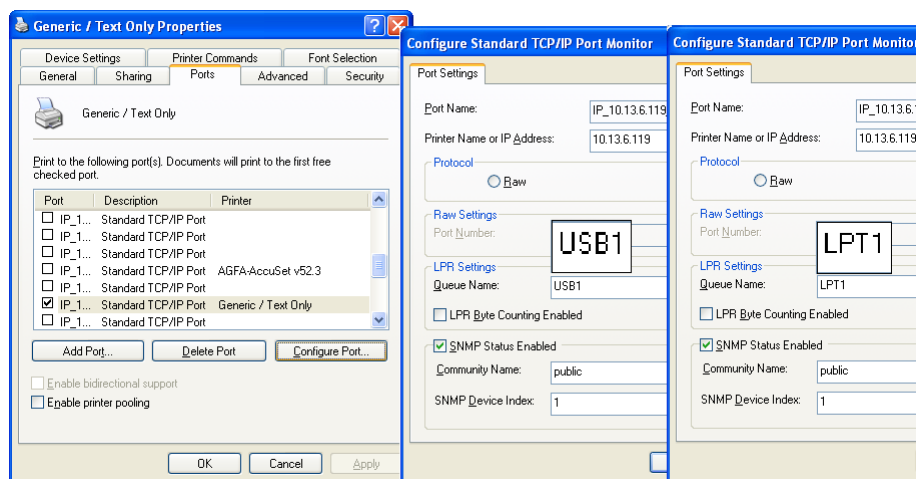 Generic / Text Only Properties
Device Settings Printer Commands Font Selection
General Sharing Ports Advanced Security
Generic / Text Only
Print to the following port(s). Documents will print to the first free
checked port.
Port Description Printer
IP_1... Standard TCP/IP Port
IP_1... Standard TCP/IP Port
IP_1... Standard TCP/IP Port
IP_1... Standard TCP/IP Port AGFA-AccuSet v52.3
IP_1... Standard TCP/IP Port
IP_1... Standard TCP/IP Port Generic / Text Only
IP_1... Standard TCP/IP Port
Add Port... Delete Port Configure Port...
Enable bidirectional support
Enable printer pooling
OK Cancel Apply
Configure Standard TCP/IP Port Monitor
Port Settings
Port Name: IP_10.13.6.119
Printer Name or IP Address: 10.13.6.119
Protocol
Raw
Raw Settings
Port Number:
USB1
LPR Settings
Queue Name: USB1
LPR Byte Counting Enabled
SNMP Status Enabled
Community Name: public
SNMP Device Index: 1
Configure Standard TCP/IP Port Monitor
Port Settings
Port Name: IP_10.13.6.
Printer Name or IP Address: 10.13.6.119
Protocol
Raw
Raw Settings
Port Number:
LPT1
LPR Settings
Queue Name: LPT1
LPR Byte Counting Enabled
SNMP Status Enabled
Community Name: public
SNMP Device Index: 1